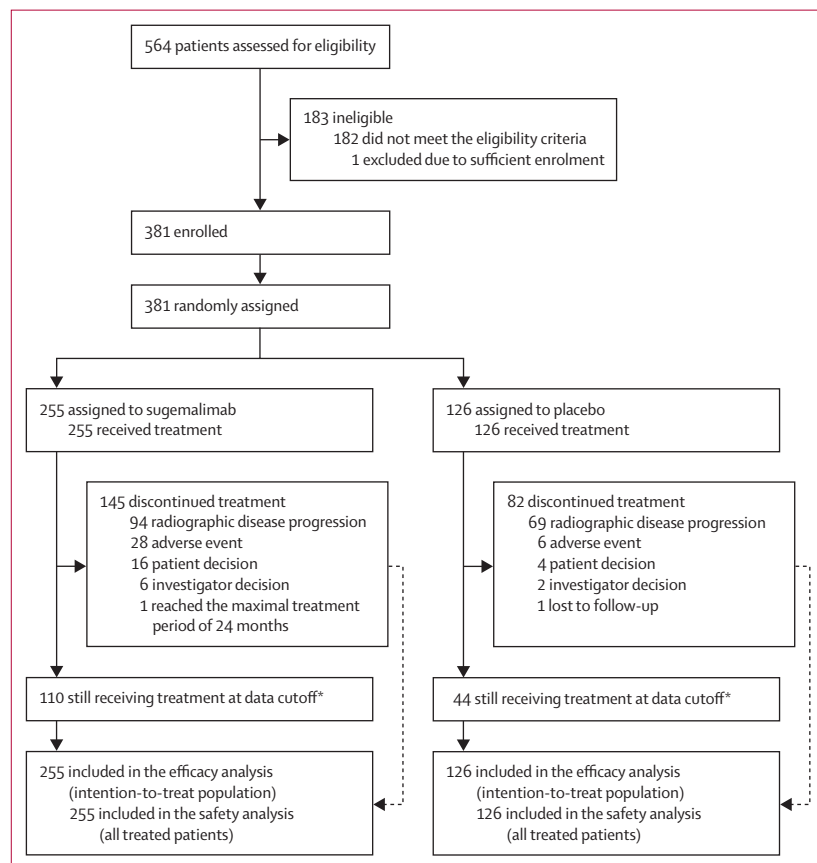 564 patients assessed for eligibility
183 ineligible
182 did not meet the eligibility criteria
1 excluded due to sufficient enrolment
381 enrolled
381 randomly assigned
255 assigned to sugemalimab
255 received treatment
126 assigned to placebo
126 received treatment
145 discontinued treatment
94 radiographic disease progression
28 adverse event
16 patient decision
6 investigator decision
1 reached the maximal treatment
period of 24 months
82 discontinued treatment
69 radiographic disease progression
6 adverse event
4 patient decision
2 investigator decision
1 lost to follow-up
110 still receiving treatment at data cutoff*
44 still receiving treatment at data cutoff*
255 included in the efficacy analysis
(intention-to-treat population)
255 included in the safety analysis
(all treated patients)
126 included in the efficacy analysis
(intention-to-treat population)
126 included in the safety analysis
(all treated patients)